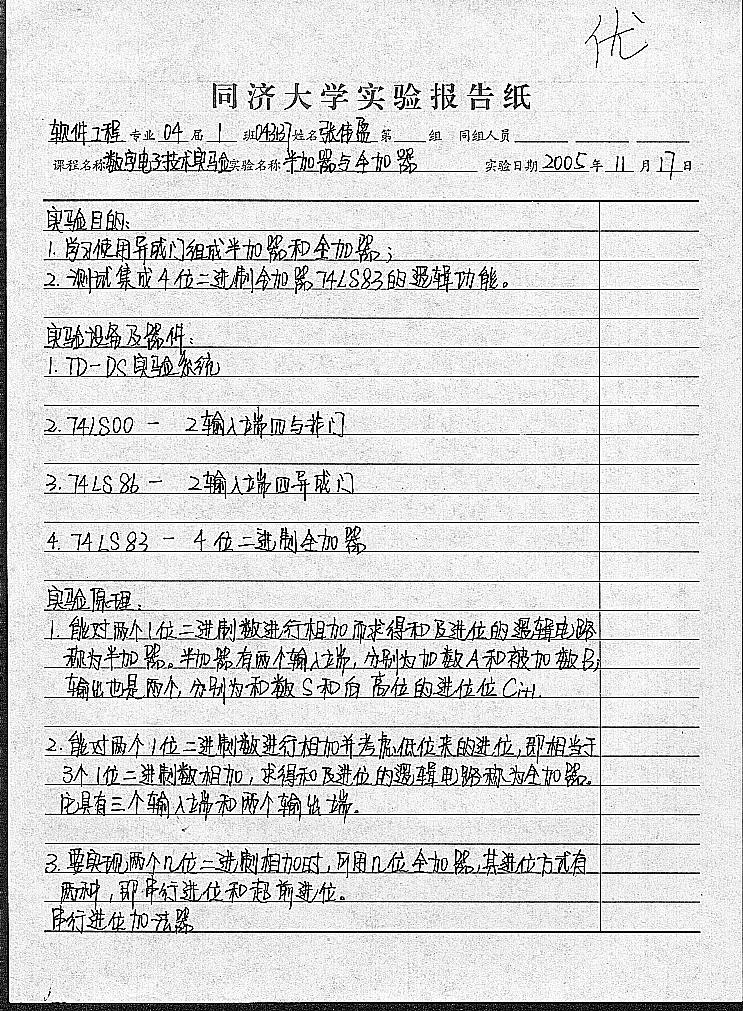 优
同济大学实验报告纸
软件工程 专业 04 届 1 班 043137 姓名 张伟 第 组 同组人员
课程名称 数字电子技术实验 实验名称 半加器与全加器 实验日期 2005 年 11 月 17 日
实验目的:
1. 学习使用异或门组成半加器和全加器;
2. 测试集成4位二进制全加器74LS83的逻辑功能。
实验设备及器件:
1. TD-DS实验系统
2. 74LS00 - 2输入端四与非门
3. 74LS86 - 2输入端四异或门
4. 74LS83 - 4位二进制全加器
实验原理:
1. 能对两个1位二进制数进行相加而求得和及进位的逻辑电路
称为半加器。半加器有两个输入端,分别为加数A和被加数B;
输出也是两个,分别为和数S和向高位的进位位Ci+1.
2. 能对两个1位二进制数进行相加并考虑低位来的进位,即相当于
3个1位二进制数相加,求得和及进位的逻辑电路称为全加器。
它具有三个输入端和两个输出端。
3. 要实现两个n位二进制相加时,可用n位全加器,其进位方式有
两种,即串行进位和超前进位。
串行进位加法器